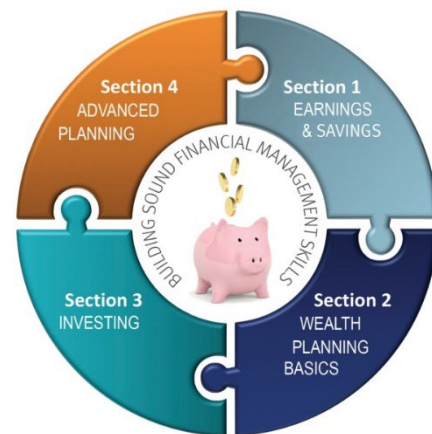 Section 1
EARNINGS
& SAVINGS
Section 2
WEALTH
PLANNING
BASICS
Section 3
INVESTING
Section 4
ADVANCED
PLANNING
BUILDING SOUND FINANCIAL MANAGEMENT SKILLS